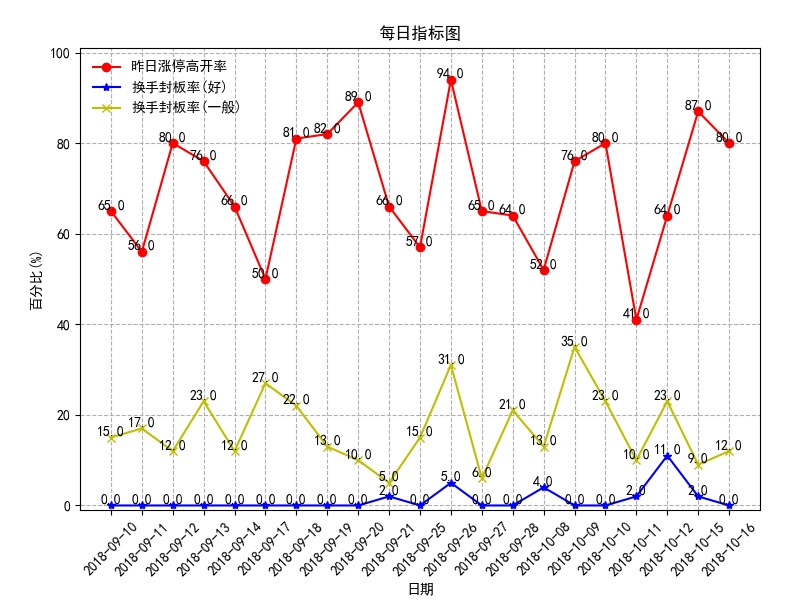 每日指标图
昨日涨停高开率
换手封板率(好)
换手封板率(一般)
百分比(%)
100
80
60
40
20
0
65.0 56.0 80.0 76.0 66.0 50.0 81.0 82.0 89.0 66.0 57.0 94.0 65.0 64.0 52.0 76.0 80.0 41.0 64.0 87.0 80.0
15.0 17.0 12.0 23.0 12.0 27.0 22.0 13.0 10.0 5.0 15.0 31.0 6.0 21.0 13.0 35.0 23.0 10.0 23.0 9.0 12.0
0.0 0.0 0.0 0.0 0.0 0.0 0.0 0.0 0.0 2.0 0.0 5.0 0.0 0.0 4.0 0.0 0.0 2.0 11.0 2.0 0.0
2018-09-10 2018-09-11 2018-09-12 2018-09-13 2018-09-14 2018-09-17 2018-09-18 2018-09-19 2018-09-20 2018-09-21 2018-09-25 2018-09-26 2018-09-27 2018-09-28 2018-10-08 2018-10-09 2018-10-10 2018-10-11 2018-10-12 2018-10-15 2018-10-16
日期